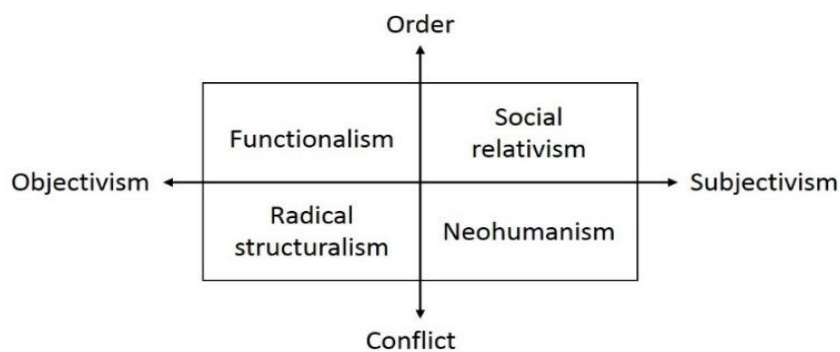 Order
Functionalism
Social
relativism
Objectivism
Subjectivism
Radical
structuralism
Neohumanism
Conflict